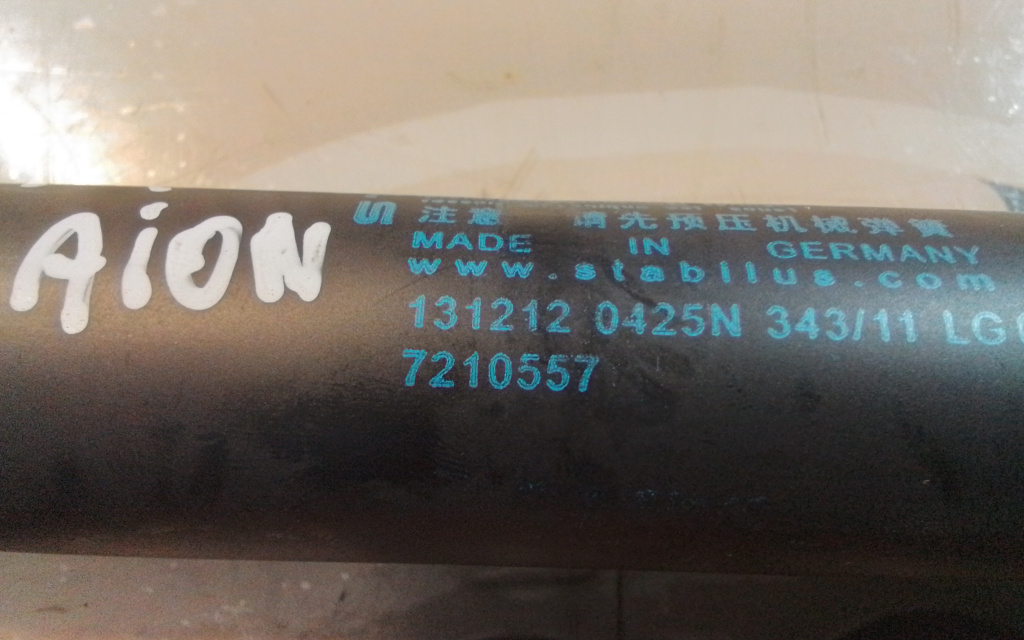 AiON
注意 请先预压机械弹簧
MADE IN GERMANY
www.stabilus.com
131212 0425N 343/11 LG
7210557